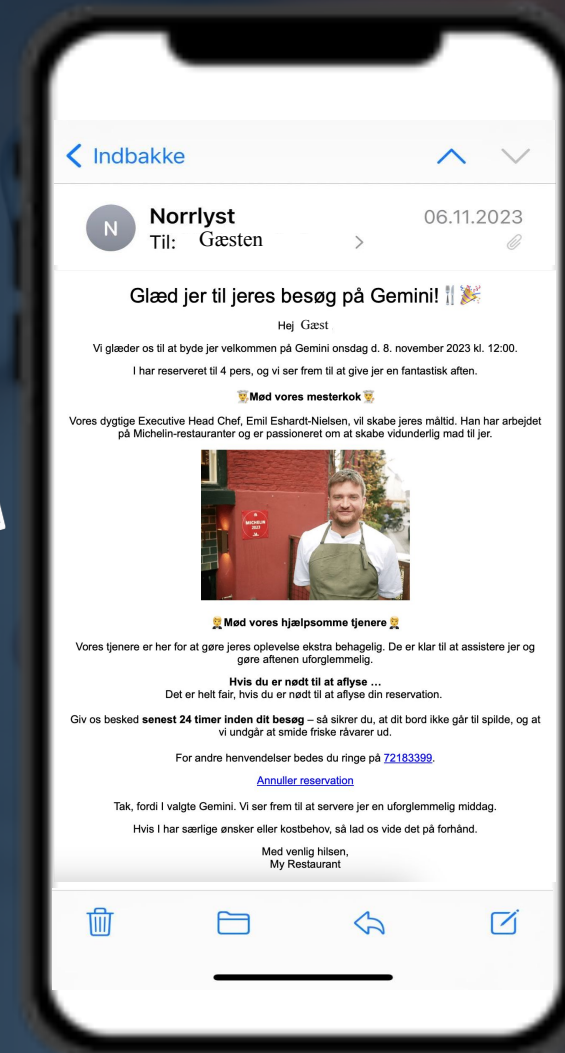 Indbakke
N
Norrlyst
06.11.2023
Til: Gæsten
Glæd jer til jeres besøg på Gemini! 🍴🎉
Hej Gæst
Vi glæder os til at byde jer velkommen på Gemini onsdag d. 8. november 2023 kl. 12:00.
I har reserveret til 4 pers, og vi ser frem til at give jer en fantastisk aften.
👨‍🍳Mød vores mesterkok👨‍🍳
Vores dygtige Executive Head Chef, Emil Eshardt-Nielsen, vil skabe jeres måltid. Han har arbejdet
på Michelin-restauranter og er passioneret om at skabe vidunderlig mad til jer.
MICHELIN
2023
🤵Mød vores hjælpsomme tjenere🤵
Vores tjenere er her for at gøre jeres oplevelse ekstra behagelig. De er klar til at assistere jer og
gøre aftenen uforglemmelig.
Hvis du er nødt til at aflyse ...
Det er helt fair, hvis du er nødt til at aflyse din reservation.
Giv os besked senest 24 timer inden dit besøg – så sikrer du, at dit bord ikke går til spilde, og at
vi undgår at smide friske råvarer ud.
For andre henvendelser bedes du ringe på 72183399.
Annuller reservation
Tak, fordi I valgte Gemini. Vi ser frem til at servere jer en uforglemmelig middag.
Hvis I har særlige ønsker eller kostbehov, så lad os vide det på forhånd.
Med venlig hilsen,
My Restaurant